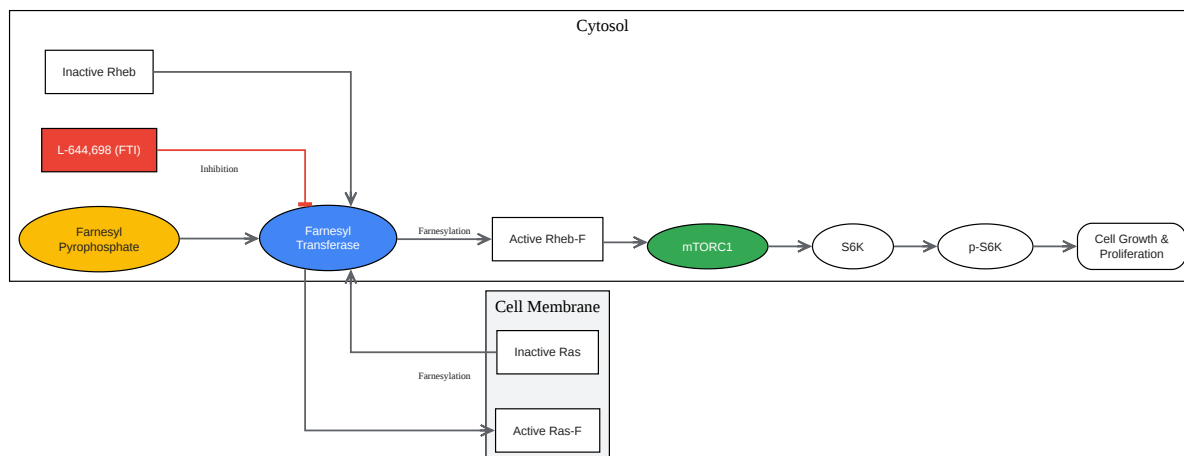 Cytosol
Inactive Rheb
L-644,698 (FTI)
Inhibition
Farnesyl
Pyrophosphate
Farnesyl
Transferase
Farnesylation
Active Rheb-F
mTORC1
S6K
p-S6K
Cell Growth &
Proliferation
Cell Membrane
Inactive Ras
Farnesylation
Active Ras-F